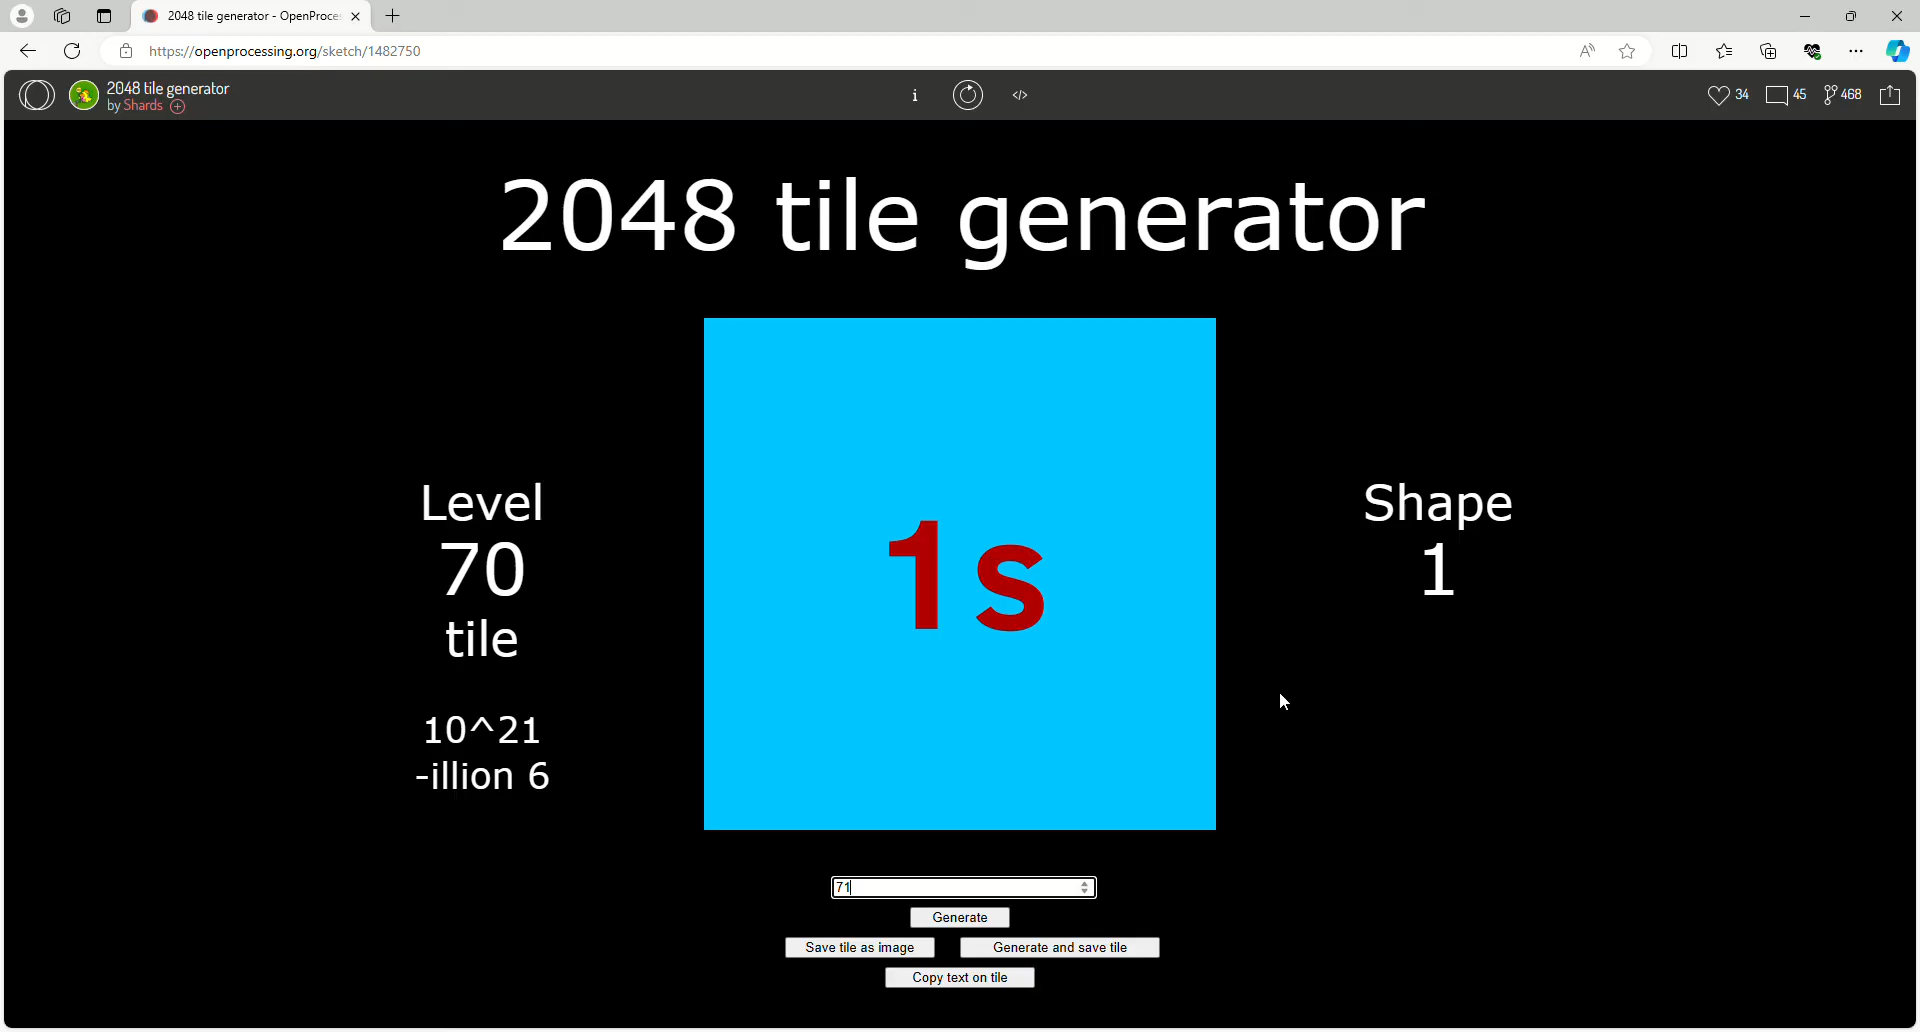 2048 tile generator - OpenProces
https://openprocessing.org/sketch/1482750
2048 tile generator
by Shards
i
</>
34
45
468
2048 tile generator
Level
70
tile
10^21
-illion 6
1s
Shape
1
71
Generate
Save tile as image
Generate and save tile
Copy text on tile